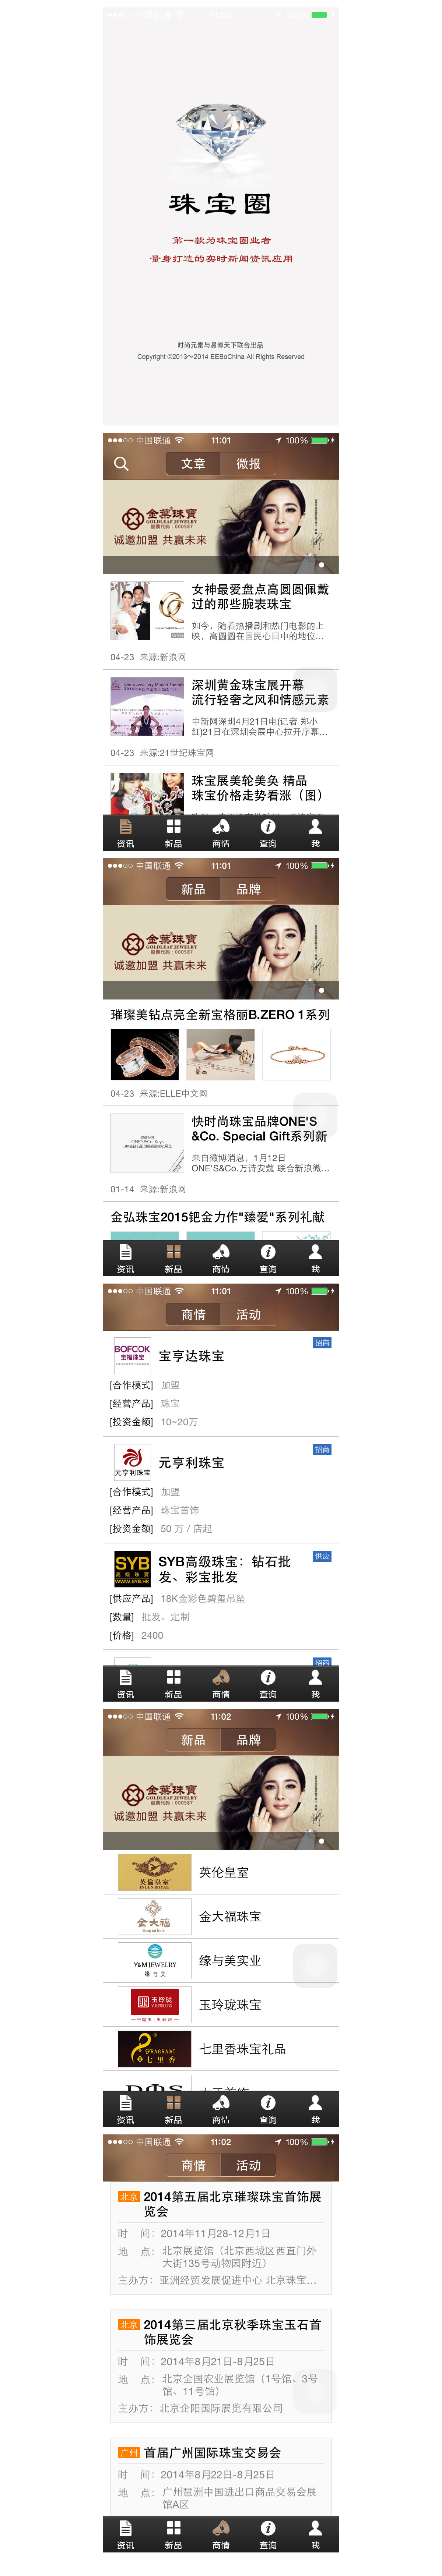 珠宝圈
第一款为珠宝圈业者
量身打造的实时新闻资讯应用
时尚元素与易博天下联合出品
Copyright ©2013～2014 EEBoChina All Rights Reserved
中国联通 11:01 100%
文章 微报
金葉珠寶
GOLDLEAF JEWELRY
股票代码：000587
诚邀加盟 共赢未来
女神最爱盘点高圆圆佩戴
过的那些腕表珠宝
如今，随着热播剧和热门电影的上
映，高圆圆在国民心目中的地位...
04-23 来源:新浪网
深圳黄金珠宝展开幕
流行轻奢之风和情感元素
中新网深圳4月21日电(记者 郑小
红)21日在深圳会展中心拉开序幕...
04-23 来源:21世纪珠宝网
珠宝展美轮美奂 精品
珠宝价格走势看涨（图）
资讯 新品 商情 查询 我
中国联通 11:01 100%
新品 品牌
金葉珠寶
GOLDLEAF JEWELRY
股票代码：000587
诚邀加盟 共赢未来
璀璨美钻点亮全新宝格丽B.ZERO 1系列
04-23 来源:ELLE中文网
快时尚珠宝品牌ONE'S
&Co. Special Gift系列新
来自微博消息，1月12日
ONE'S&Co.万诗安蔻 联合新浪微...
01-14 来源:新浪网
金弘珠宝2015钯金力作"臻爱"系列礼献
资讯 新品 商情 查询 我
中国联通 11:01 100%
商情 活动
BOFOOK
宝福珠宝
宝亨达珠宝
招商
[合作模式] 加盟
[经营产品] 珠宝
[投资金额] 10~20万
元亨利珠宝
元亨利珠宝
招商
[合作模式] 加盟
[经营产品] 珠宝首饰
[投资金额] 50 万 / 店起
SYB
高级珠寶
WWW.SYB.HK
SYB高级珠宝：钻石批
发、彩宝批发
供应
[供应产品] 18K金彩色碧玺吊坠
[数量] 批发、定制
[价格] 2400
招商
资讯 新品 商情 查询 我
中国联通 11:02 100%
新品 品牌
金葉珠寶
GOLDLEAF JEWELRY
股票代码：000587
诚邀加盟 共赢未来
英倫皇室
英伦皇室
金大福
金大福珠宝
Y&M JEWELRY
缘与美
缘与美实业
玉玲珑
玉玲珑珠宝
FRAGRANT
七里香
七里香珠宝礼品
资讯 新品 商情 查询 我
中国联通 11:02 100%
商情 活动
北京 2014第五届北京璀璨珠宝首饰展
览会
时 间：2014年11月28-12月1日
地 点：北京展览馆（北京西城区西直门外
大街135号动物园附近）
主办方：亚洲经贸发展促进中心 北京珠宝...
北京 2014第三届北京秋季珠宝玉石首
饰展览会
时 间：2014年8月21日-8月25日
地 点：北京全国农业展览馆（1号馆、3号
馆、11号馆）
主办方：北京企阳国际展览有限公司
广州 首届广州国际珠宝交易会
时 间：2014年8月22日-8月25日
地 点：广州琶洲中国进出口商品交易会展
馆A区
资讯 新品 商情 查询 我